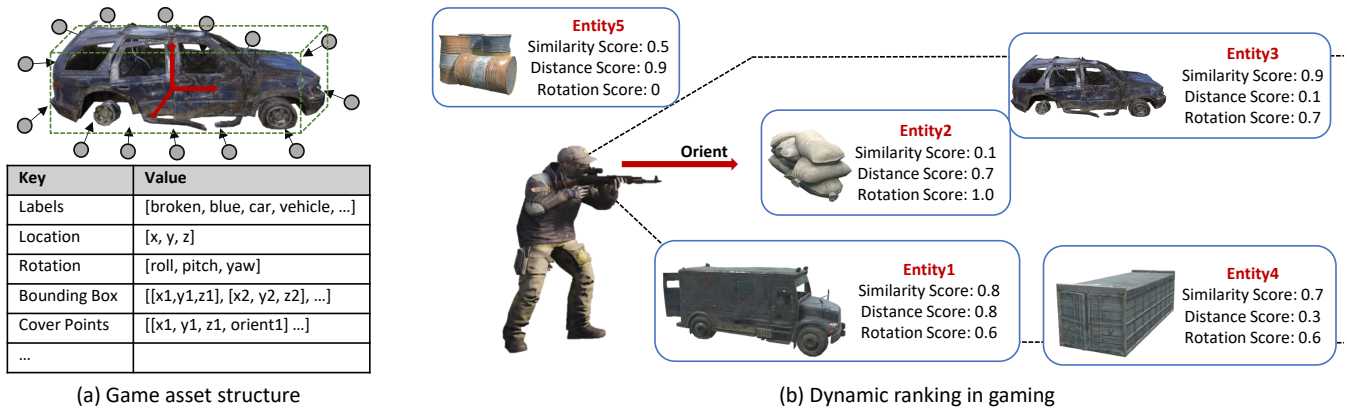 Key Value
Labels [broken, blue, car, vehicle, …]
Location [x, y, z]
Rotation [roll, pitch, yaw]
Bounding Box [[x1,y1,z1], [x2, y2, z2], …]
Cover Points [[x1, y1, z1, orient1] …]
…
(a) Game asset structure
Entity5
Similarity Score: 0.5
Distance Score: 0.9
Rotation Score: 0
Entity3
Similarity Score: 0.9
Distance Score: 0.1
Rotation Score: 0.7
Orient
Entity2
Similarity Score: 0.1
Distance Score: 0.7
Rotation Score: 1.0
Entity1
Similarity Score: 0.8
Distance Score: 0.8
Rotation Score: 0.6
Entity4
Similarity Score: 0.7
Distance Score: 0.3
Rotation Score: 0.6
(b) Dynamic ranking in gaming